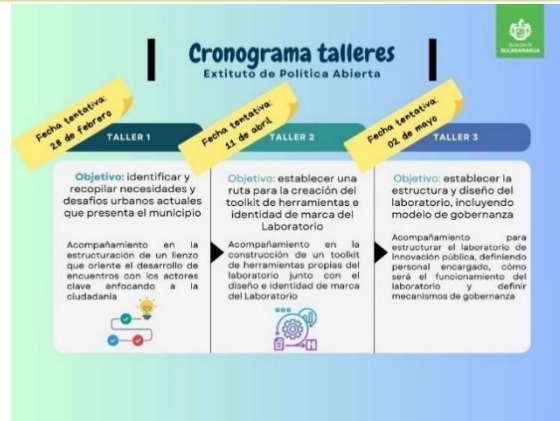 ALCALDÍA DE
BUCARAMANGA
Cronograma talleres
Extituto de Política Abierta
Fecha tentativa:
28 de febrero
TALLER 1
Objetivo: identificar y
recopilar necesidades y
desafíos urbanos actuales
que presenta el municipio
Acompañamiento en la
estructuración de un lienzo
que oriente el desarrollo de
encuentros con los actores
clave enfocando a la
ciudadanía
Fecha tentativa:
11 de abril
TALLER 2
Objetivo: establecer una
ruta para la creación del
toolkit de herramientas e
identidad de marca del
Laboratorio
Acompañamiento en la
construcción de un toolkit
de herramientas propias del
laboratorio junto con el
diseño e identidad de marca
del Laboratorio
Fecha tentativa:
02 de mayo
TALLER 3
Objetivo: establecer la
estructura y diseño del
laboratorio, incluyendo
modelo de gobernanza
Acompañamiento para
estructurar el laboratorio de
innovación pública, definiendo
personal encargado, cómo
será el funcionamiento del
laboratorio y definir
mecanismos de gobernanza